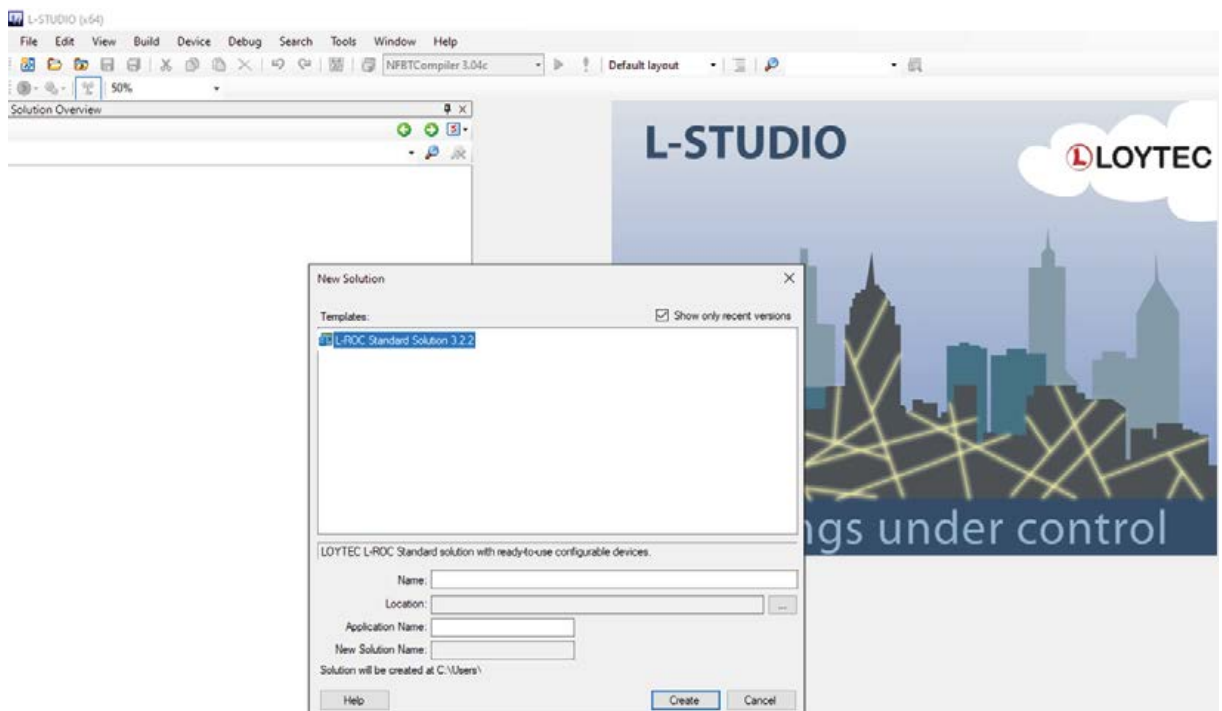 L-STUDIO (x64)
File Edit View Build Device Debug Search Tools Window Help
NFBTCompiler 3.04c Default layout
50%
Solution Overview
L-STUDIO
LOYTEC
New Solution
Templates: Show only recent versions
L-ROC Standard Solution 3.2.2
ngs under control
LOYTEC L-ROC Standard solution with ready-to-use configurable devices.
Name:
Location: ...
Application Name:
New Solution Name:
Solution will be created at C:\Users\
Help Create Cancel